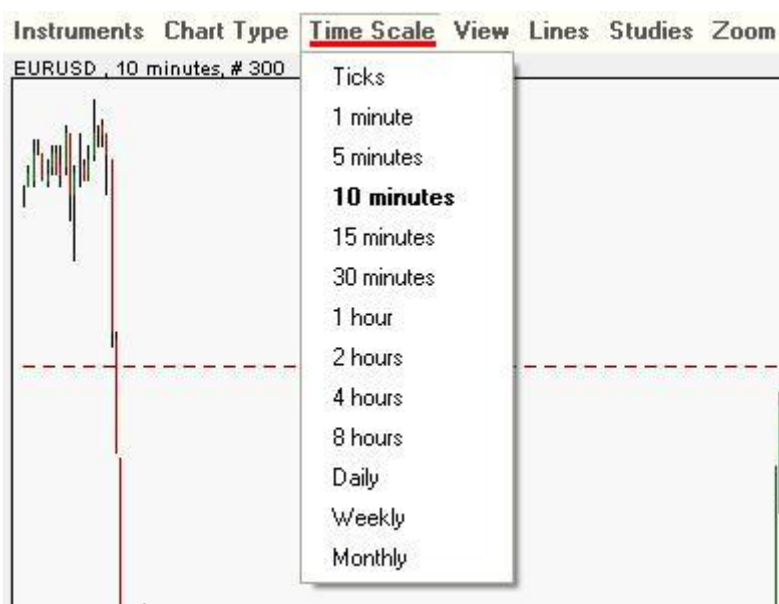 Instruments Chart Type Time Scale View Lines Studies Zoom
EURUSD , 10 minutes, # 300
Ticks
1 minute
5 minutes
10 minutes
15 minutes
30 minutes
1 hour
2 hours
4 hours
8 hours
Daily
Weekly
Monthly